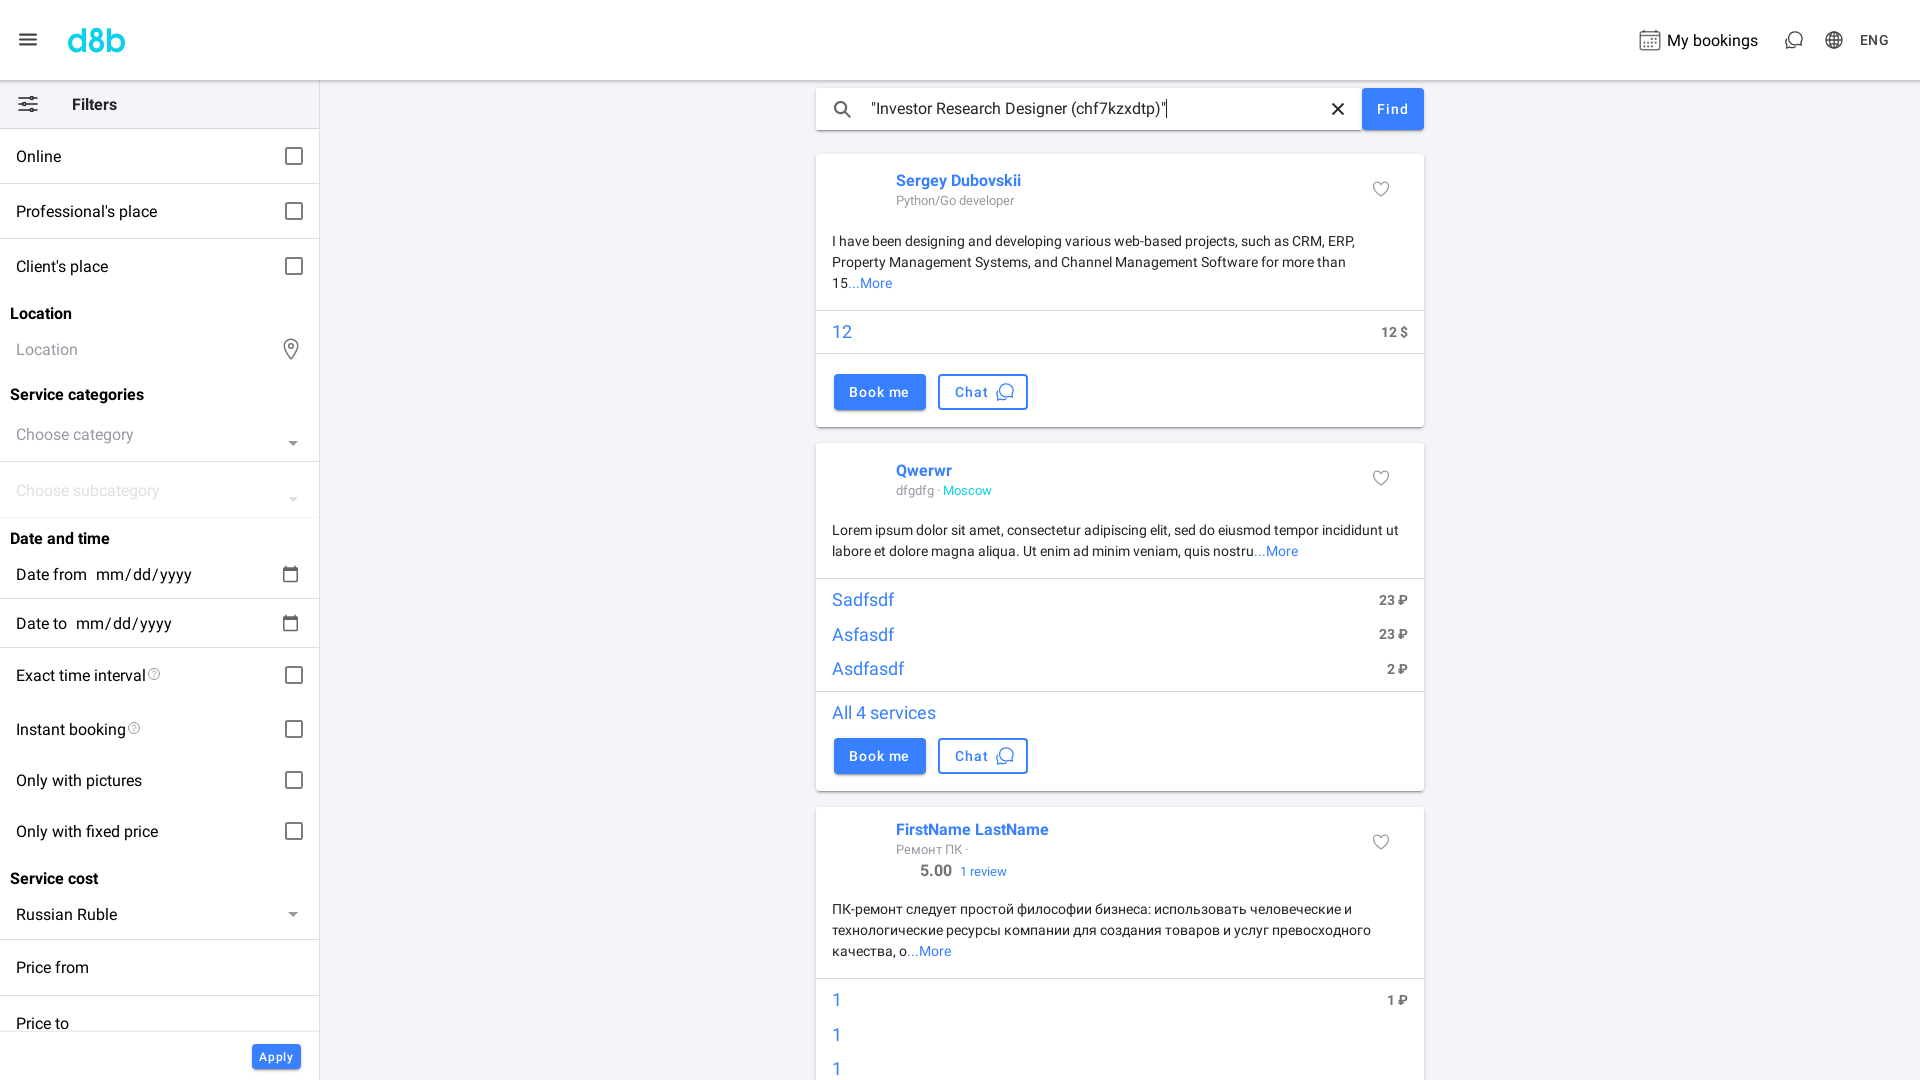 d8b
My bookings
ENG
Filters
Online
Professional's place
Client's place
Location
Location
Service categories
Choose category
Choose subcategory
Date and time
Date from mm/dd/yyyy
Date to mm/dd/yyyy
Exact time interval
Instant booking
Only with pictures
Only with fixed price
Service cost
Russian Ruble
Price from
Price to
Apply
"Investor Research Designer (chf7kzxdtp)"
Find
Sergey Dubovskii
Python/Go developer
I have been designing and developing various web-based projects, such as CRM, ERP,
Property Management Systems, and Channel Management Software for more than
15...More
12 12 $
Book me Chat
Qwerwr
dfgdfg · Moscow
Lorem ipsum dolor sit amet, consectetur adipiscing elit, sed do eiusmod tempor incididunt ut
labore et dolore magna aliqua. Ut enim ad minim veniam, quis nostru...More
Sadfsdf 23 ₽
Asfasdf 23 ₽
Asdfasdf 2 ₽
All 4 services
Book me Chat
FirstName LastName
Ремонт ПК ·
5.00 1 review
ПК-ремонт следует простой философии бизнеса: использовать человеческие и
технологические ресурсы компании для создания товаров и услуг превосходного
качества, о...More
1 1 ₽
1
1